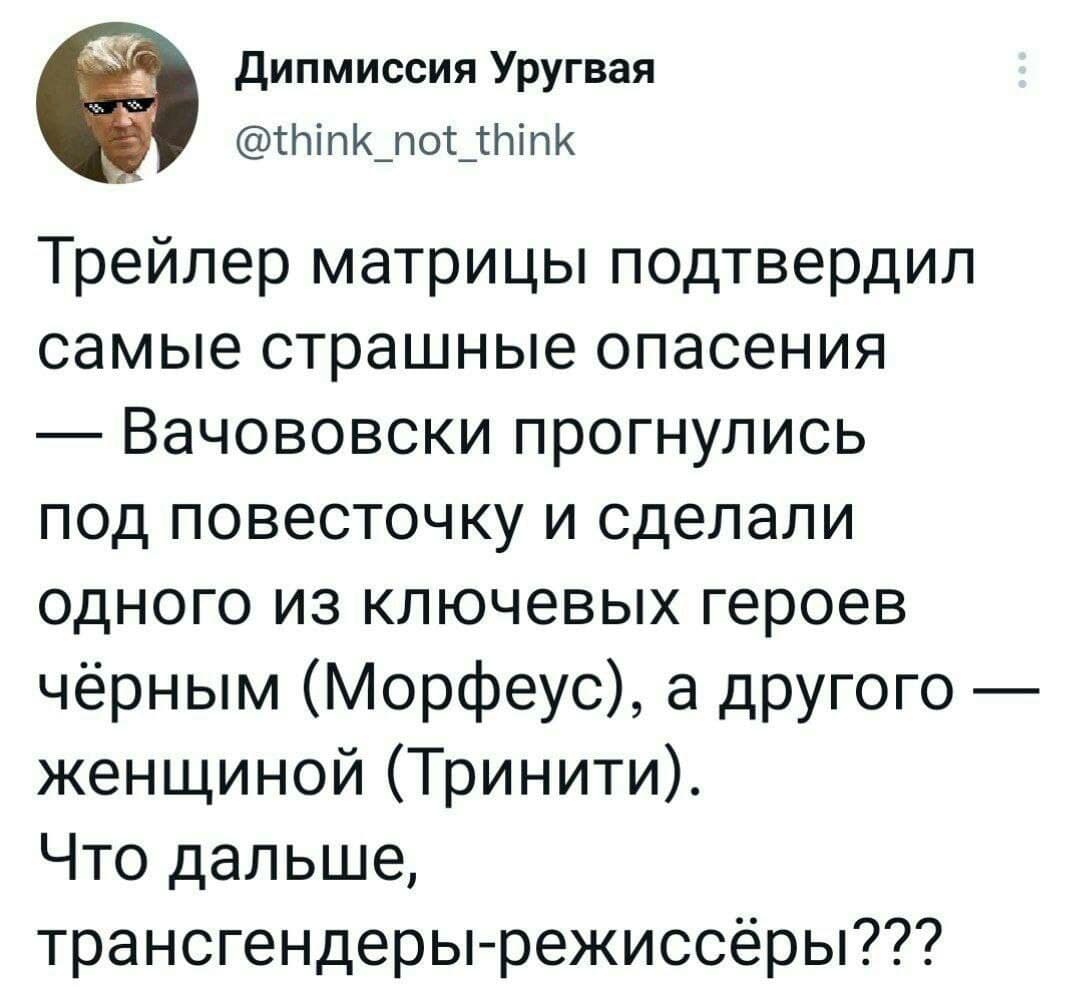 Дипмиссия Уругвая
@think_not_think
Трейлер матрицы подтвердил
самые страшные опасения
— Вачововски прогнулись
под повесточку и сделали
одного из ключевых героев
чёрным (Морфеус), а другого —
женщиной (Тринити).
Что дальше,
трансгендеры-режиссёры???